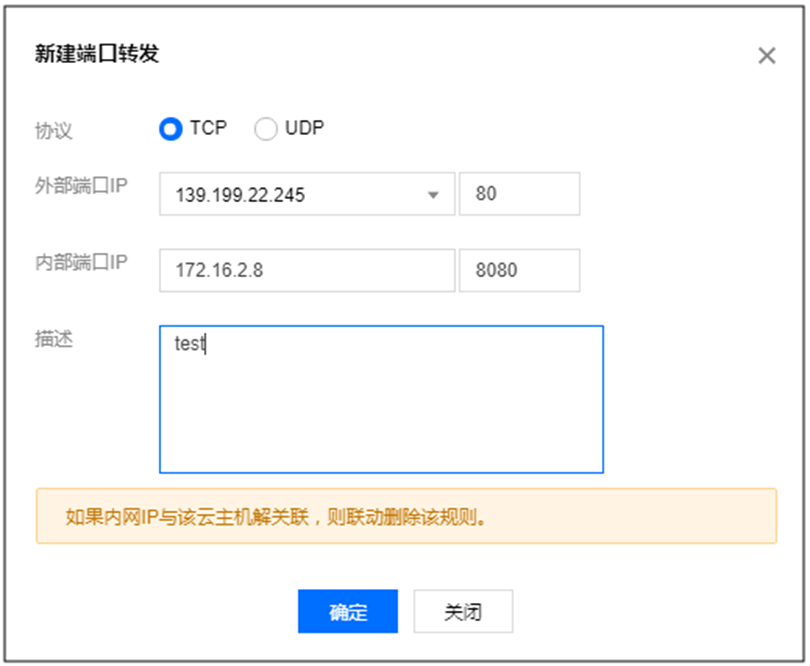 新建端口转发
协议 TCP UDP
外部端口IP 139.199.22.245 80
内部端口IP 172.16.2.8 8080
描述 test
如果内网IP与该云主机解关联，则联动删除该规则。
确定 关闭